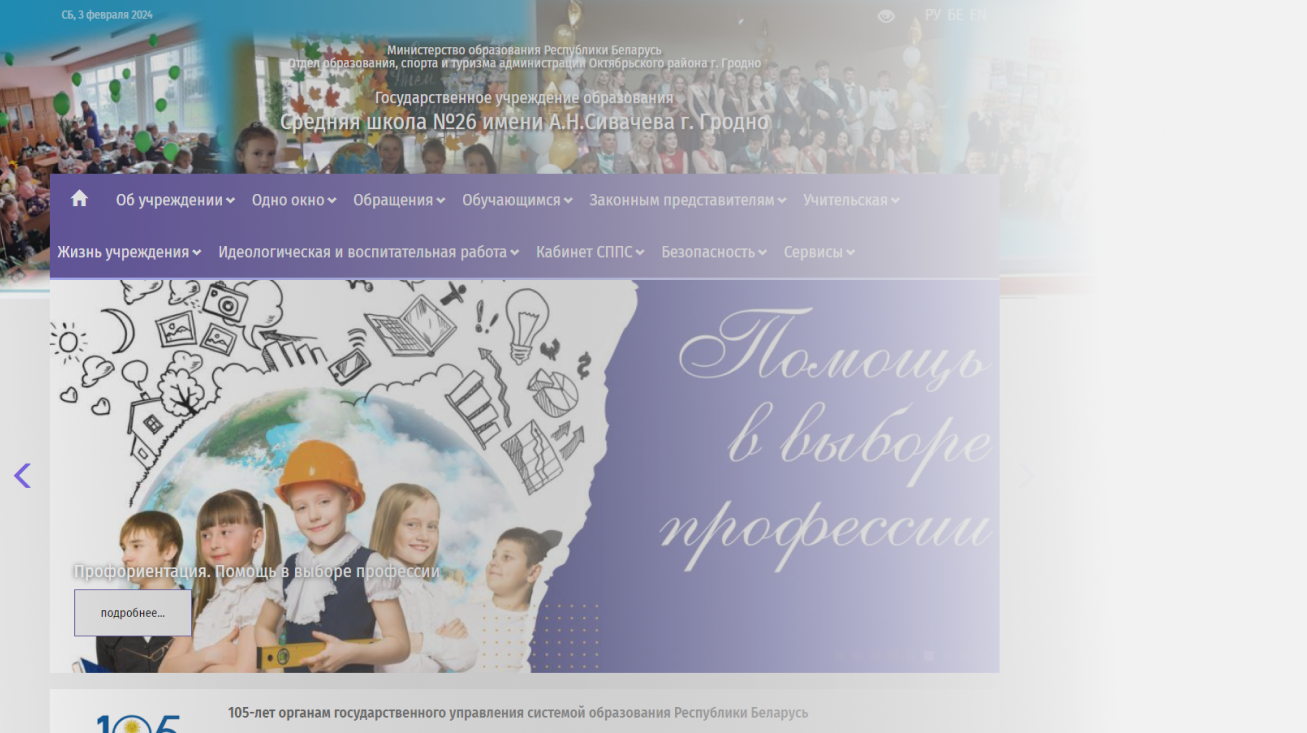 СБ, 3 февраля 2024
РУ БЕ EN
Министерство образования Республики Беларусь
Отдел образования, спорта и туризма администрации Октябрьского района г. Гродно
Государственное учреждение образования
Средняя школа №26 имени А.Н.Сивачева г. Гродно
Об учреждении Одно окно Обращения Обучающимся Законным представителям Учительская
Жизнь учреждения Идеологическая и воспитательная работа Кабинет СППС Безопасность Сервисы
Помощь
в выборе
профессии
Профориентация. Помощь в выборе профессии
подробнее...
105
105-лет органам государственного управления системой образования Республики Беларусь